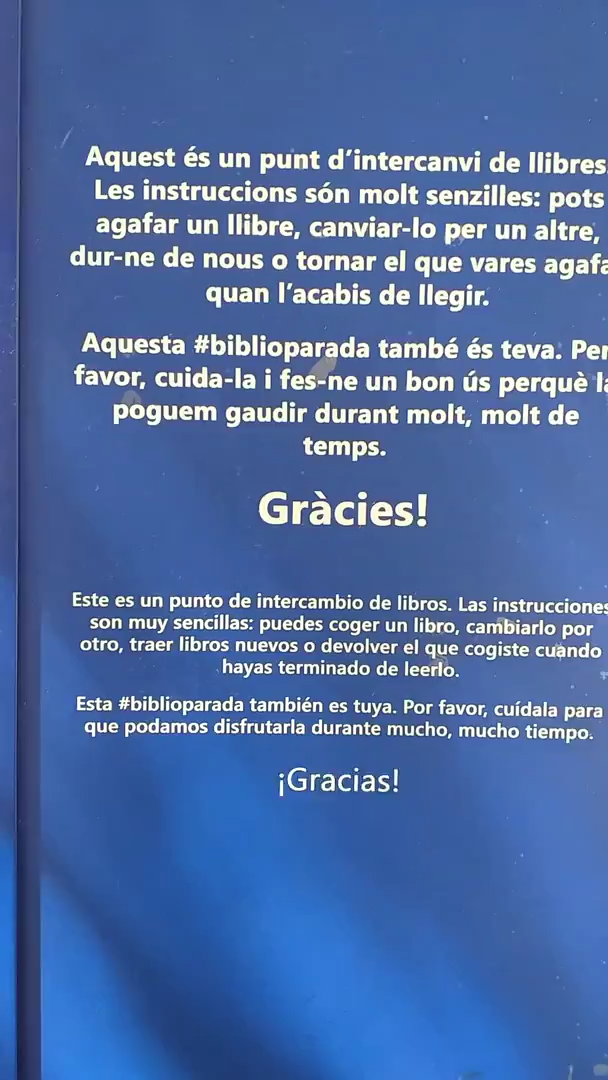 Aquest és un punt d'intercanvi de llibres.
Les instruccions són molt senzilles: pots
agafar un llibre, canviar-lo per un altre,
dur-ne de nous o tornar el que vares
quan l'acabis de llegir.
Aquesta #biblioparada també és teva. Per
favor, cuida-la i fes-ne un bon ús perquè la
poguem gaudir durant molt, molt de
temps.
Gràcies!
Este es un punto de intercambio de libros. Las instrucciones
son muy sencillas: puedes coger un libro, cambiarlo por
otro, traer libros nuevos o devolver el que cogiste cuando
hayas terminado de leerlo.
Esta #biblioparada también es tuya. Por favor, cuídala para
que podamos disfrutarla durante mucho, mucho tiempo.
¡Gracias!